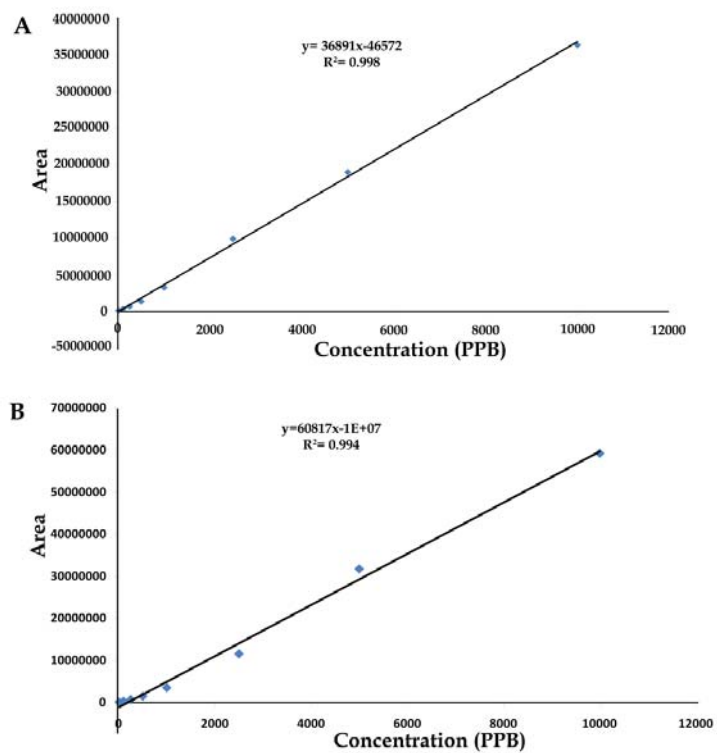 A
40000000
35000000
30000000
25000000
20000000
15000000
10000000
50000000
0
-50000000
Area
y= 36891x-46572
R²= 0.998
0 2000 4000 6000 8000 10000 12000
Concentration (PPB)
B
70000000
60000000
50000000
40000000
30000000
20000000
10000000
0
Area
y=60817x-1E+07
R²= 0.994
0 2000 4000 6000 8000 10000 12000
Concentration (PPB)